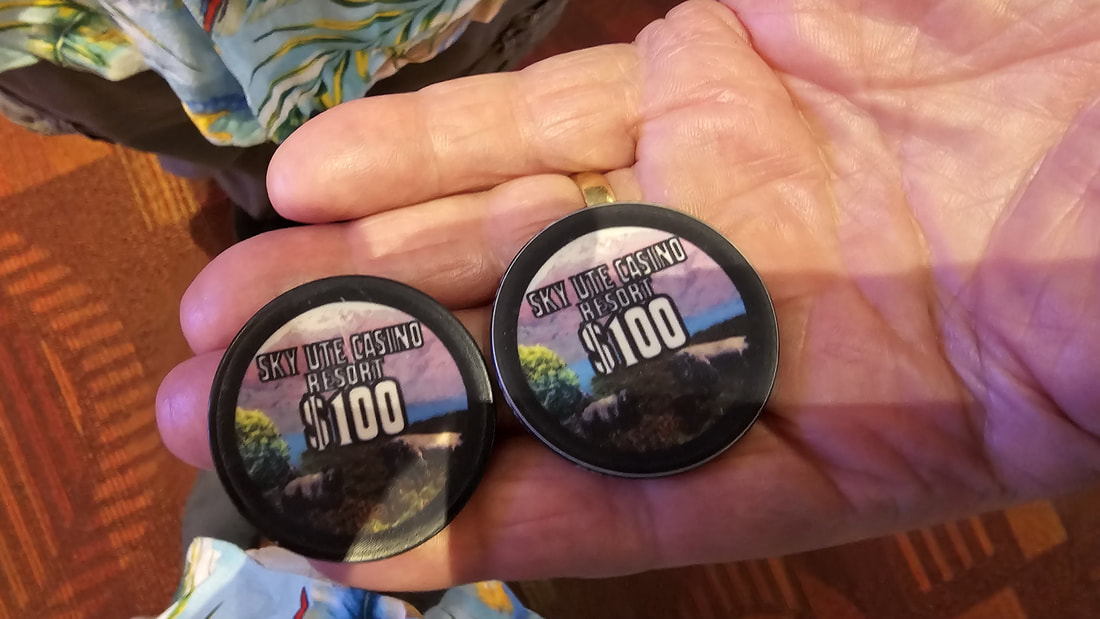 SKY UTE CASINO
RESORT
$100
SKY UTE CASINO
RESORT
$100